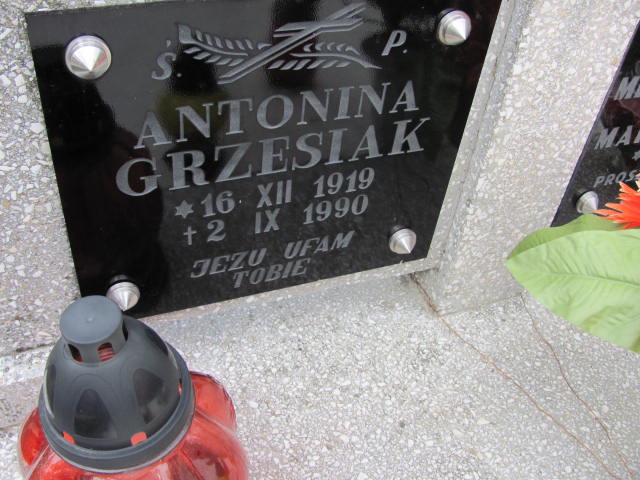 Ś. P.
ANTONINA
GRZESIAK
✶ 16 XII 1919
✝ 2 IX 1990
JEZU UFAM
TOBIE